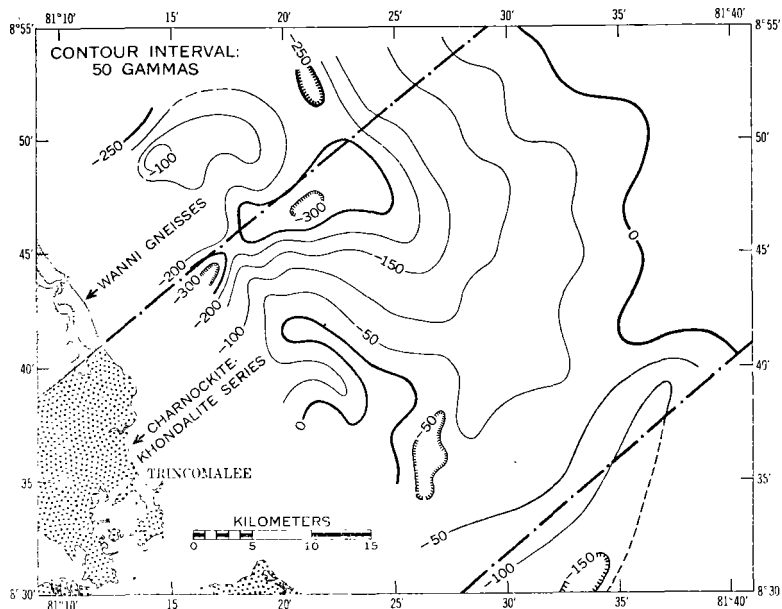 81°10' 15' 20' 25' 30' 35' 81°40'
8°55' 8°55'
CONTOUR INTERVAL:
50 GAMMAS
-250
50' 50'
-250
-100
-300
WANNI GNEISSES
0
45' 45'
-200
-300
-150
-200
-100
-50
40' 40'
CHARNOCKITE-
KHONDALITE SERIES
0
-50
TRINCOMALEE
35' 35'
KILOMETERS
0 5 10 15
-50
-100
-150
8°30' 8°30'
81°10' 15' 20' 25' 30' 35' 81°40'